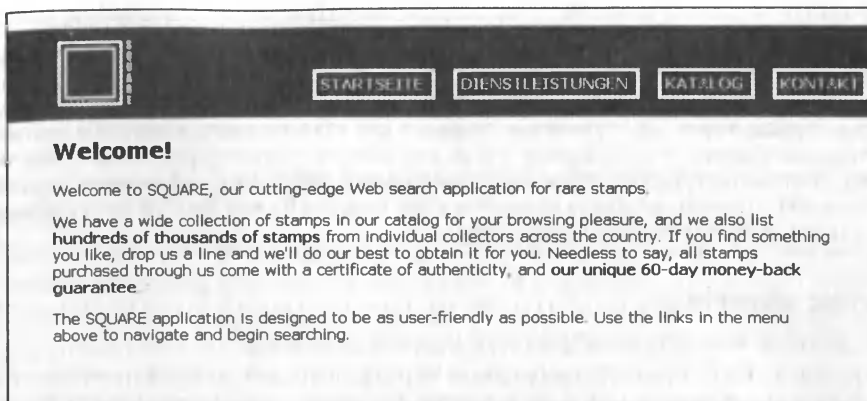 SQUARE
STARTSEITE DIENSTLEISTUNGEN KATALOG KONTAKT
Welcome!
Welcome to SQUARE, our cutting-edge Web search application for rare stamps.
We have a wide collection of stamps in our catalog for your browsing pleasure, and we also list
hundreds of thousands of stamps from individual collectors across the country. If you find something
you like, drop us a line and we'll do our best to obtain it for you. Needless to say, all stamps
purchased through us come with a certificate of authenticity, and our unique 60-day money-back
guarantee
The SQUARE application is designed to be as user-friendly as possible. Use the links in the menu
above to navigate and begin searching.